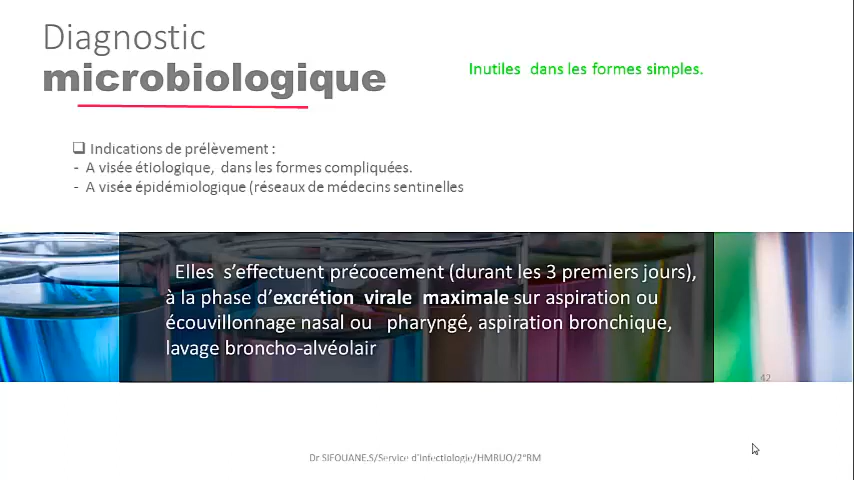 Diagnostic
microbiologique
Inutiles dans les formes simples.
❑ Indications de prélèvement :
- A visée étiologique, dans les formes compliquées.
- A visée épidémiologique (réseaux de médecins sentinelles
Elles s’effectuent précocement (durant les 3 premiers jours),
à la phase d’excrétion virale maximale sur aspiration ou
écouvillonnage nasal ou pharyngé, aspiration bronchique,
lavage broncho-alvéolair
42
Dr SIFOUANE.S/Service d'Infectiologie/HMRUO/2°RM